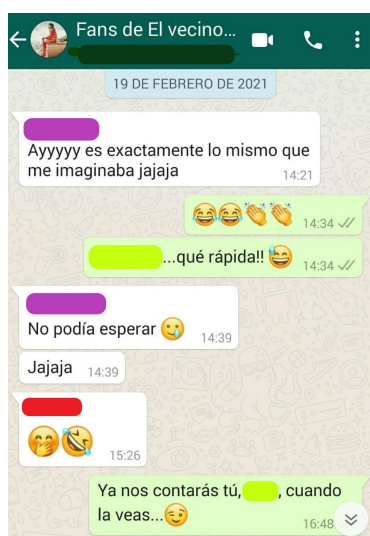 Fans de El vecino...
19 DE FEBRERO DE 2021
Ayyyyy es exactamente lo mismo que
me imaginaba jajaja
14:21
😂😂👏👏 14:34
...qué rápida!! 😅 14:34
No podía esperar 🥲 14:39
Jajaja 14:39
🤭🤣 15:26
Ya nos contarás tú, , cuando
la veas...😉 16:48